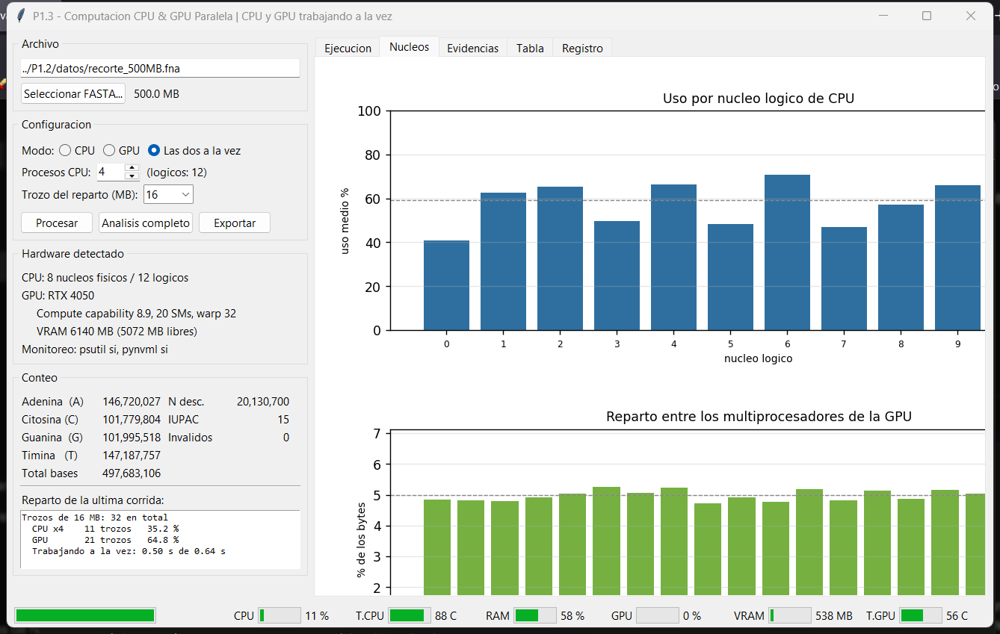 P1.3 - Computacion CPU & GPU Paralela | CPU y GPU trabajando a la vez
Archivo
../P1.2/datos/recorte_500MB.fna
Seleccionar FASTA... 500.0 MB
Configuracion
Modo: CPU GPU Las dos a la vez
Procesos CPU: 4 (logicos: 12)
Trozo del reparto (MB): 16
Procesar Analisis completo Exportar
Hardware detectado
CPU: 8 nucleos fisicos / 12 logicos
GPU: RTX 4050
Compute capability 8.9, 20 SMs, warp 32
VRAM 6140 MB (5072 MB libres)
Monitoreo: psutil si, pynvml si
Conteo
Adenina (A) 146,720,027 N desc. 20,130,700
Citosina (C) 101,779,804 IUPAC 15
Guanina (G) 101,995,518 Invalidos 0
Timina (T) 147,187,757
Total bases 497,683,106
Reparto de la ultima corrida:
Trozos de 16 MB: 32 en total
CPU x4 11 trozos 35.2 %
GPU 21 trozos 64.8 %
Trabajando a la vez: 0.50 s de 0.64 s
Ejecucion Nucleos Evidencias Tabla Registro
Uso por nucleo logico de CPU
uso medio %
100
80
60
40
20
0
0 1 2 3 4 5 6 7 8 9
nucleo logico
Reparto entre los multiprocesadores de la GPU
% de los bytes
7
6
5
4
3
2
CPU 11 % T.CPU 88 C RAM 58 % GPU 0 % VRAM 538 MB T.GPU 56 C